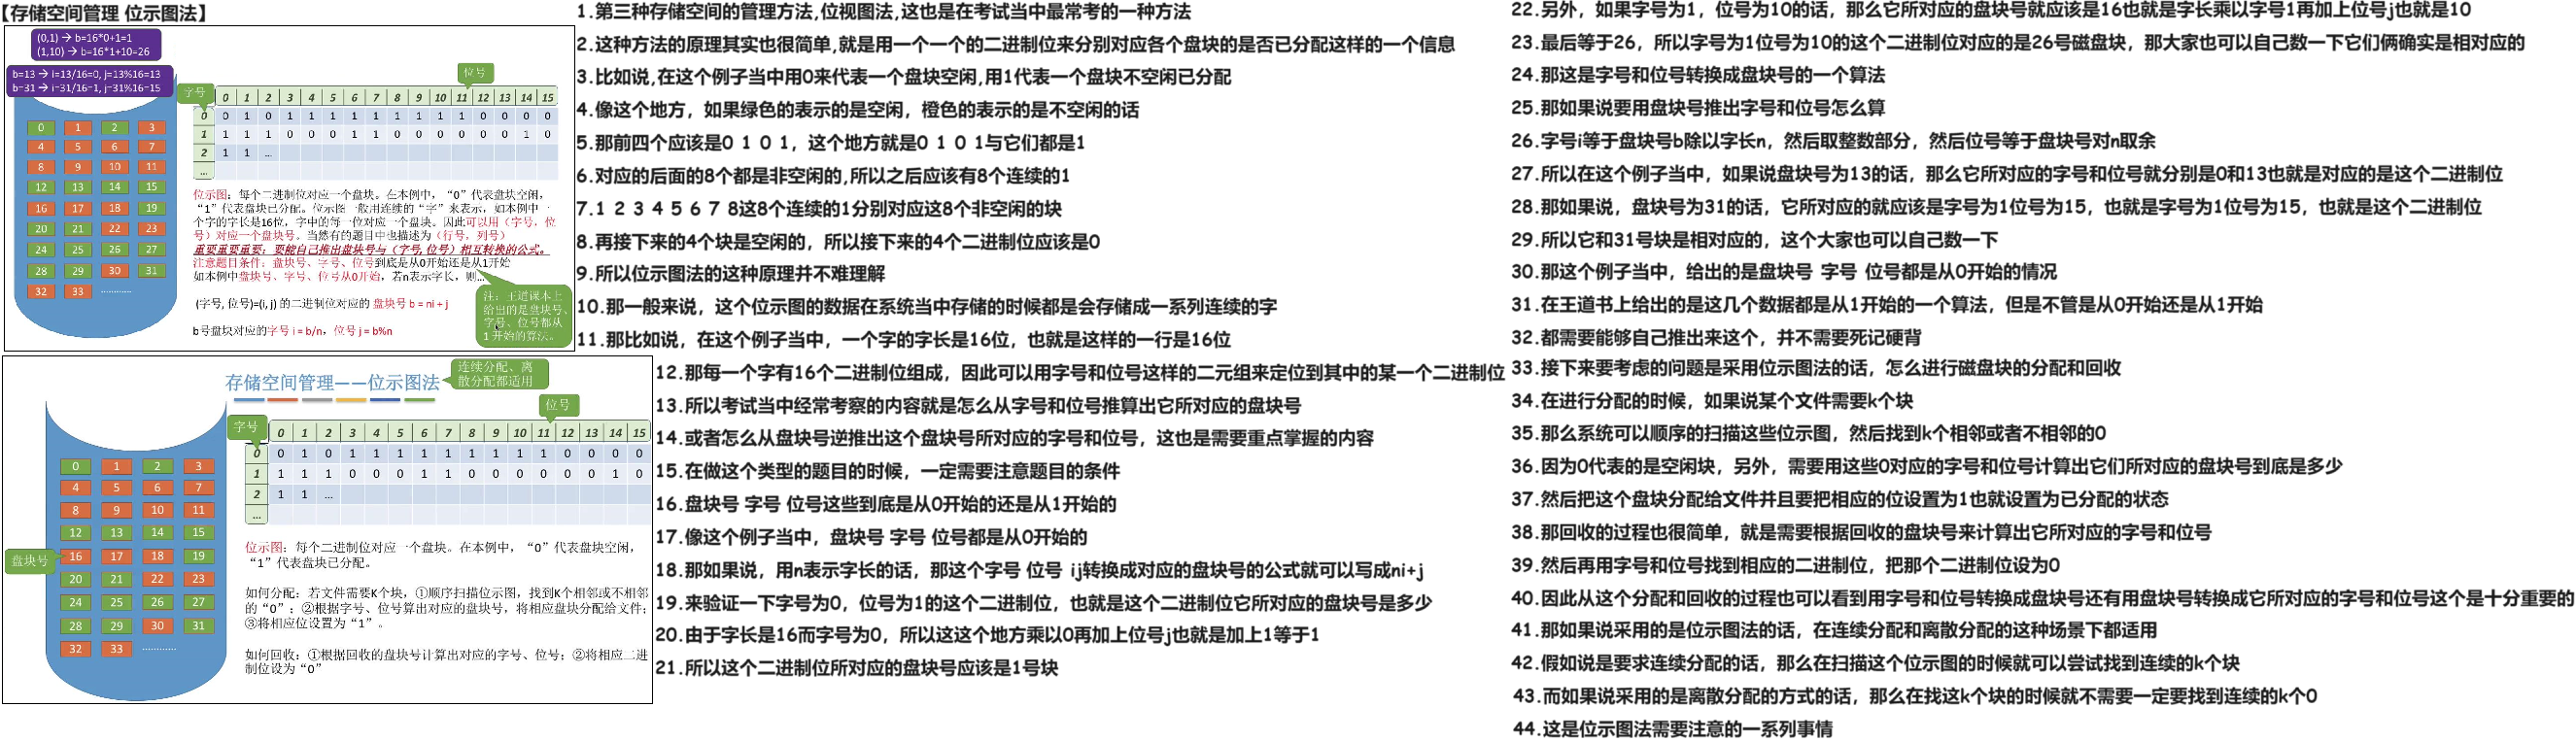 【存储空间管理 位示图法】
(0,1) → b=16*0+1=1
(1,10) → b=16*1+10=26
b=13 → i=13/16=0, j=13%16=13
b=31 → i=31/16=1, j=31%16=15
位号
字号
0 1 2 3 4 5 6 7 8 9 10 11 12 13 14 15
0 0 1 0 1 1 1 1 1 1 1 1 1 0 0 0 0
1 1 1 1 0 0 0 1 1 0 0 0 0 0 0 1 0
2 1 1 ...
...
0 1 2 3
4 5 6 7
8 9 10 11
12 13 14 15
16 17 18 19
20 21 22 23
24 25 26 27
28 29 30 31
32 33 ············
位示图：每个二进制位对应一个盘块。在本例中，“0”代表盘块空闲，
“1”代表盘块已分配。位示图一般用连续的“字”来表示，如本例中一
个字的字长是16位，字中的每一位对应一个盘块。因此可以用（字号，位
号）对应一个盘块号。当然有的题目中也描述为（行号，列号）
重要重要重要：要能自己推出盘块号与（字号,位号）相互转换的公式。
注意题目条件：盘块号、字号、位号到底是从0开始还是从1开始
如本例中盘块号、字号、位号从0开始，若n表示字长，则...
(字号, 位号)=(i, j) 的二进制位对应的 盘块号 b = ni + j
b号盘块对应的字号 i = b/n，位号 j = b%n
注：王道课本上
给出的是盘块号、
字号、位号都从
1开始的算法。
存储空间管理——位示图法
连续分配、离
散分配都适用
位号
字号
0 1 2 3 4 5 6 7 8 9 10 11 12 13 14 15
0 0 1 0 1 1 1 1 1 1 1 1 1 0 0 0 0
1 1 1 1 0 0 0 1 1 0 0 0 0 0 0 1 0
2 1 1 ...
...
盘块号
0 1 2 3
4 5 6 7
8 9 10 11
12 13 14 15
16 17 18 19
20 21 22 23
24 25 26 27
28 29 30 31
32 33 ············
位示图：每个二进制位对应一个盘块。在本例中，“0”代表盘块空闲，
“1”代表盘块已分配。
如何分配：若文件需要K个块，①顺序扫描位示图，找到K个相邻或不相邻
的“0”；②根据字号、位号算出对应的盘块号，将相应盘块分配给文件；
③将相应位设置为“1”。
如何回收：①根据回收的盘块号计算出对应的字号、位号；②将相应二进
制位设为“0”
1.第三种存储空间的管理方法,位视图法,这也是在考试当中最常考的一种方法
2.这种方法的原理其实也很简单,就是用一个一个的二进制位来分别对应各个盘块的是否已分配这样的一个信息
3.比如说,在这个例子当中用0来代表一个盘块空闲,用1代表一个盘块不空闲已分配
4.像这个地方，如果绿色的表示的是空闲，橙色的表示的是不空闲的话
5.那前四个应该是0 1 0 1，这个地方就是0 1 0 1与它们都是1
6.对应的后面的8个都是非空闲的,所以之后应该有8个连续的1
7.1 2 3 4 5 6 7 8这8个连续的1分别对应这8个非空闲的块
8.再接下来的4个块是空闲的，所以接下来的4个二进制位应该是0
9.所以位示图法的这种原理并不难理解
10.那一般来说，这个位示图的数据在系统当中存储的时候都是会存储成一系列连续的字
11.那比如说，在这个例子当中，一个字的字长是16位，也就是这样的一行是16位
12.那每一个字有16个二进制位组成，因此可以用字号和位号这样的二元组来定位到其中的某一个二进制位
13.所以考试当中经常考察的内容就是怎么从字号和位号推算出它所对应的盘块号
14.或者怎么从盘块号逆推出这个盘块号所对应的字号和位号，这也是需要重点掌握的内容
15.在做这个类型的题目的时候，一定需要注意题目的条件
16.盘块号 字号 位号这些到底是从0开始的还是从1开始的
17.像这个例子当中，盘块号 字号 位号都是从0开始的
18.那如果说，用n表示字长的话，那这个字号 位号 ij转换成对应的盘块号的公式就可以写成ni+j
19.来验证一下字号为0，位号为1的这个二进制位，也就是这个二进制位它所对应的盘块号是多少
20.由于字长是16而字号为0，所以这这个地方乘以0再加上位号j也就是加上1等于1
21.所以这个二进制位所对应的盘块号应该是1号块
22.另外，如果字号为1，位号为10的话，那么它所对应的盘块号就应该是16也就是字长乘以字号1再加上位号j也就是10
23.最后等于26，所以字号为1位号为10的这个二进制位对应的是26号磁盘块，那大家也可以自己数一下它们俩确实是相对应的
24.那这是字号和位号转换成盘块号的一个算法
25.那如果说要用盘块号推出字号和位号怎么算
26.字号i等于盘块号b除以字长n，然后取整数部分，然后位号等于盘块号对n取余
27.所以在这个例子当中，如果说盘块号为13的话，那么它所对应的字号和位号就分别是0和13也就是对应的是这个二进制位
28.那如果说，盘块号为31的话，它所对应的就应该是字号为1位号为15，也就是字号为1位号为15，也就是这个二进制位
29.所以它和31号块是相对应的，这个大家也可以自己数一下
30.那这个例子当中，给出的是盘块号 字号 位号都是从0开始的情况
31.在王道书上给出的是这几个数据都是从1开始的一个算法，但是不管是从0开始还是从1开始
32.都需要能够自己推出来这个，并不需要死记硬背
33.接下来要考虑的问题是采用位示图法的话，怎么进行磁盘块的分配和回收
34.在进行分配的时候，如果说某个文件需要k个块
35.那么系统可以顺序的扫描这些位示图，然后找到k个相邻或者不相邻的0
36.因为0代表的是空闲块，另外，需要用这些0对应的字号和位号计算出它们所对应的盘块号到底是多少
37.然后把这个盘块分配给文件并且要把相应的位设置为1也就设置为已分配的状态
38.那回收的过程也很简单，就是需要根据回收的盘块号来计算出它所对应的字号和位号
39.然后再用字号和位号找到相应的二进制位，把那个二进制位设为0
40.因此从这个分配和回收的过程也可以看到用字号和位号转换成盘块号还有用盘块号转换成它所对应的字号和位号这个是十分重要的
41.那如果说采用的是位示图法的话，在连续分配和离散分配的这种场景下都适用
42.假如说是要求连续分配的话，那么在扫描这个位示图的时候就可以尝试找到连续的k个块
43.而如果说采用的是离散分配的方式的话，那么在找这k个块的时候就不需要一定要找到连续的k个0
44.这是位示图法需要注意的一系列事情